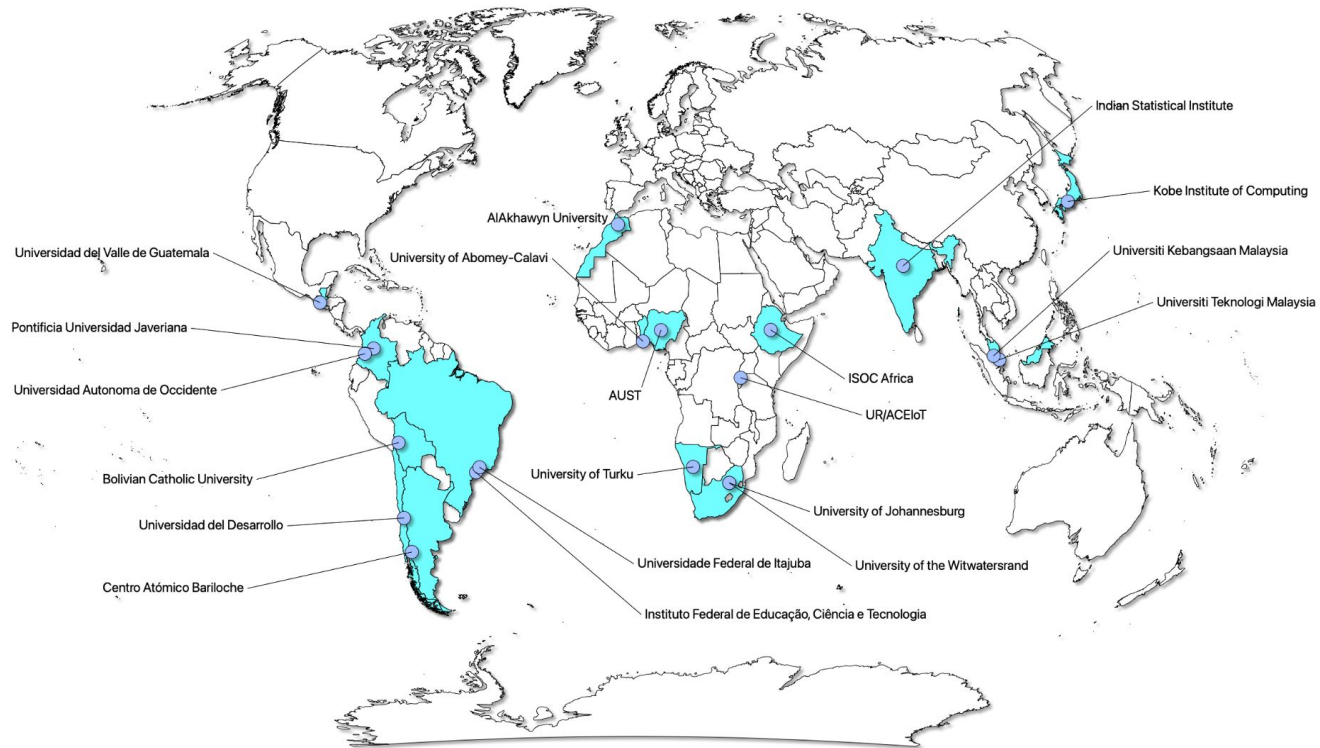 Indian Statistical Institute
Kobe Institute of Computing
AlAkhawyn University
Universidad del Valle de Guatemala
University of Abomey-Calavi
Universiti Kebangsaan Malaysia
Universiti Teknologi Malaysia
Pontificia Universidad Javeriana
Universidad Autonoma de Occidente
AUST
ISOC Africa
UR/ACEIoT
Bolivian Catholic University
University of Turku
Universidad del Desarrollo
University of Johannesburg
Universidade Federal de Itajuba
University of the Witwatersrand
Centro Atómico Bariloche
Instituto Federal de Educação, Ciência e Tecnologia